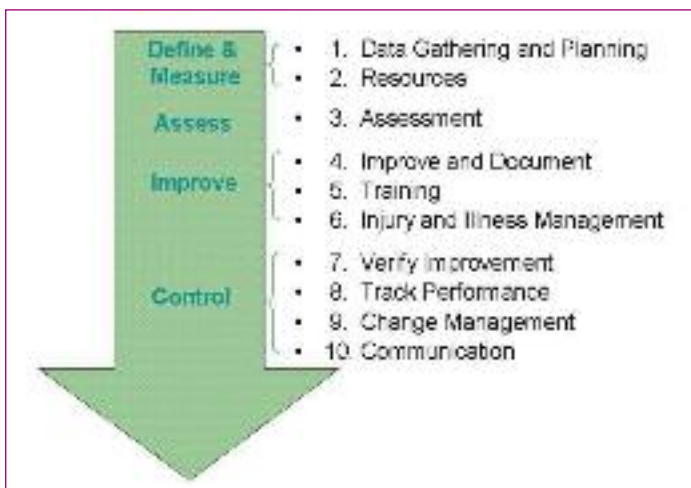 Define &
Measure
• 1. Data Gathering and Planning
• 2. Resources
Assess
• 3. Assessment
Improve
• 4. Improve and Document
• 5. Training
• 6. Injury and Illness Management
Control
• 7. Verify Improvement
• 8. Track Performance
• 9. Change Management
• 10. Communication